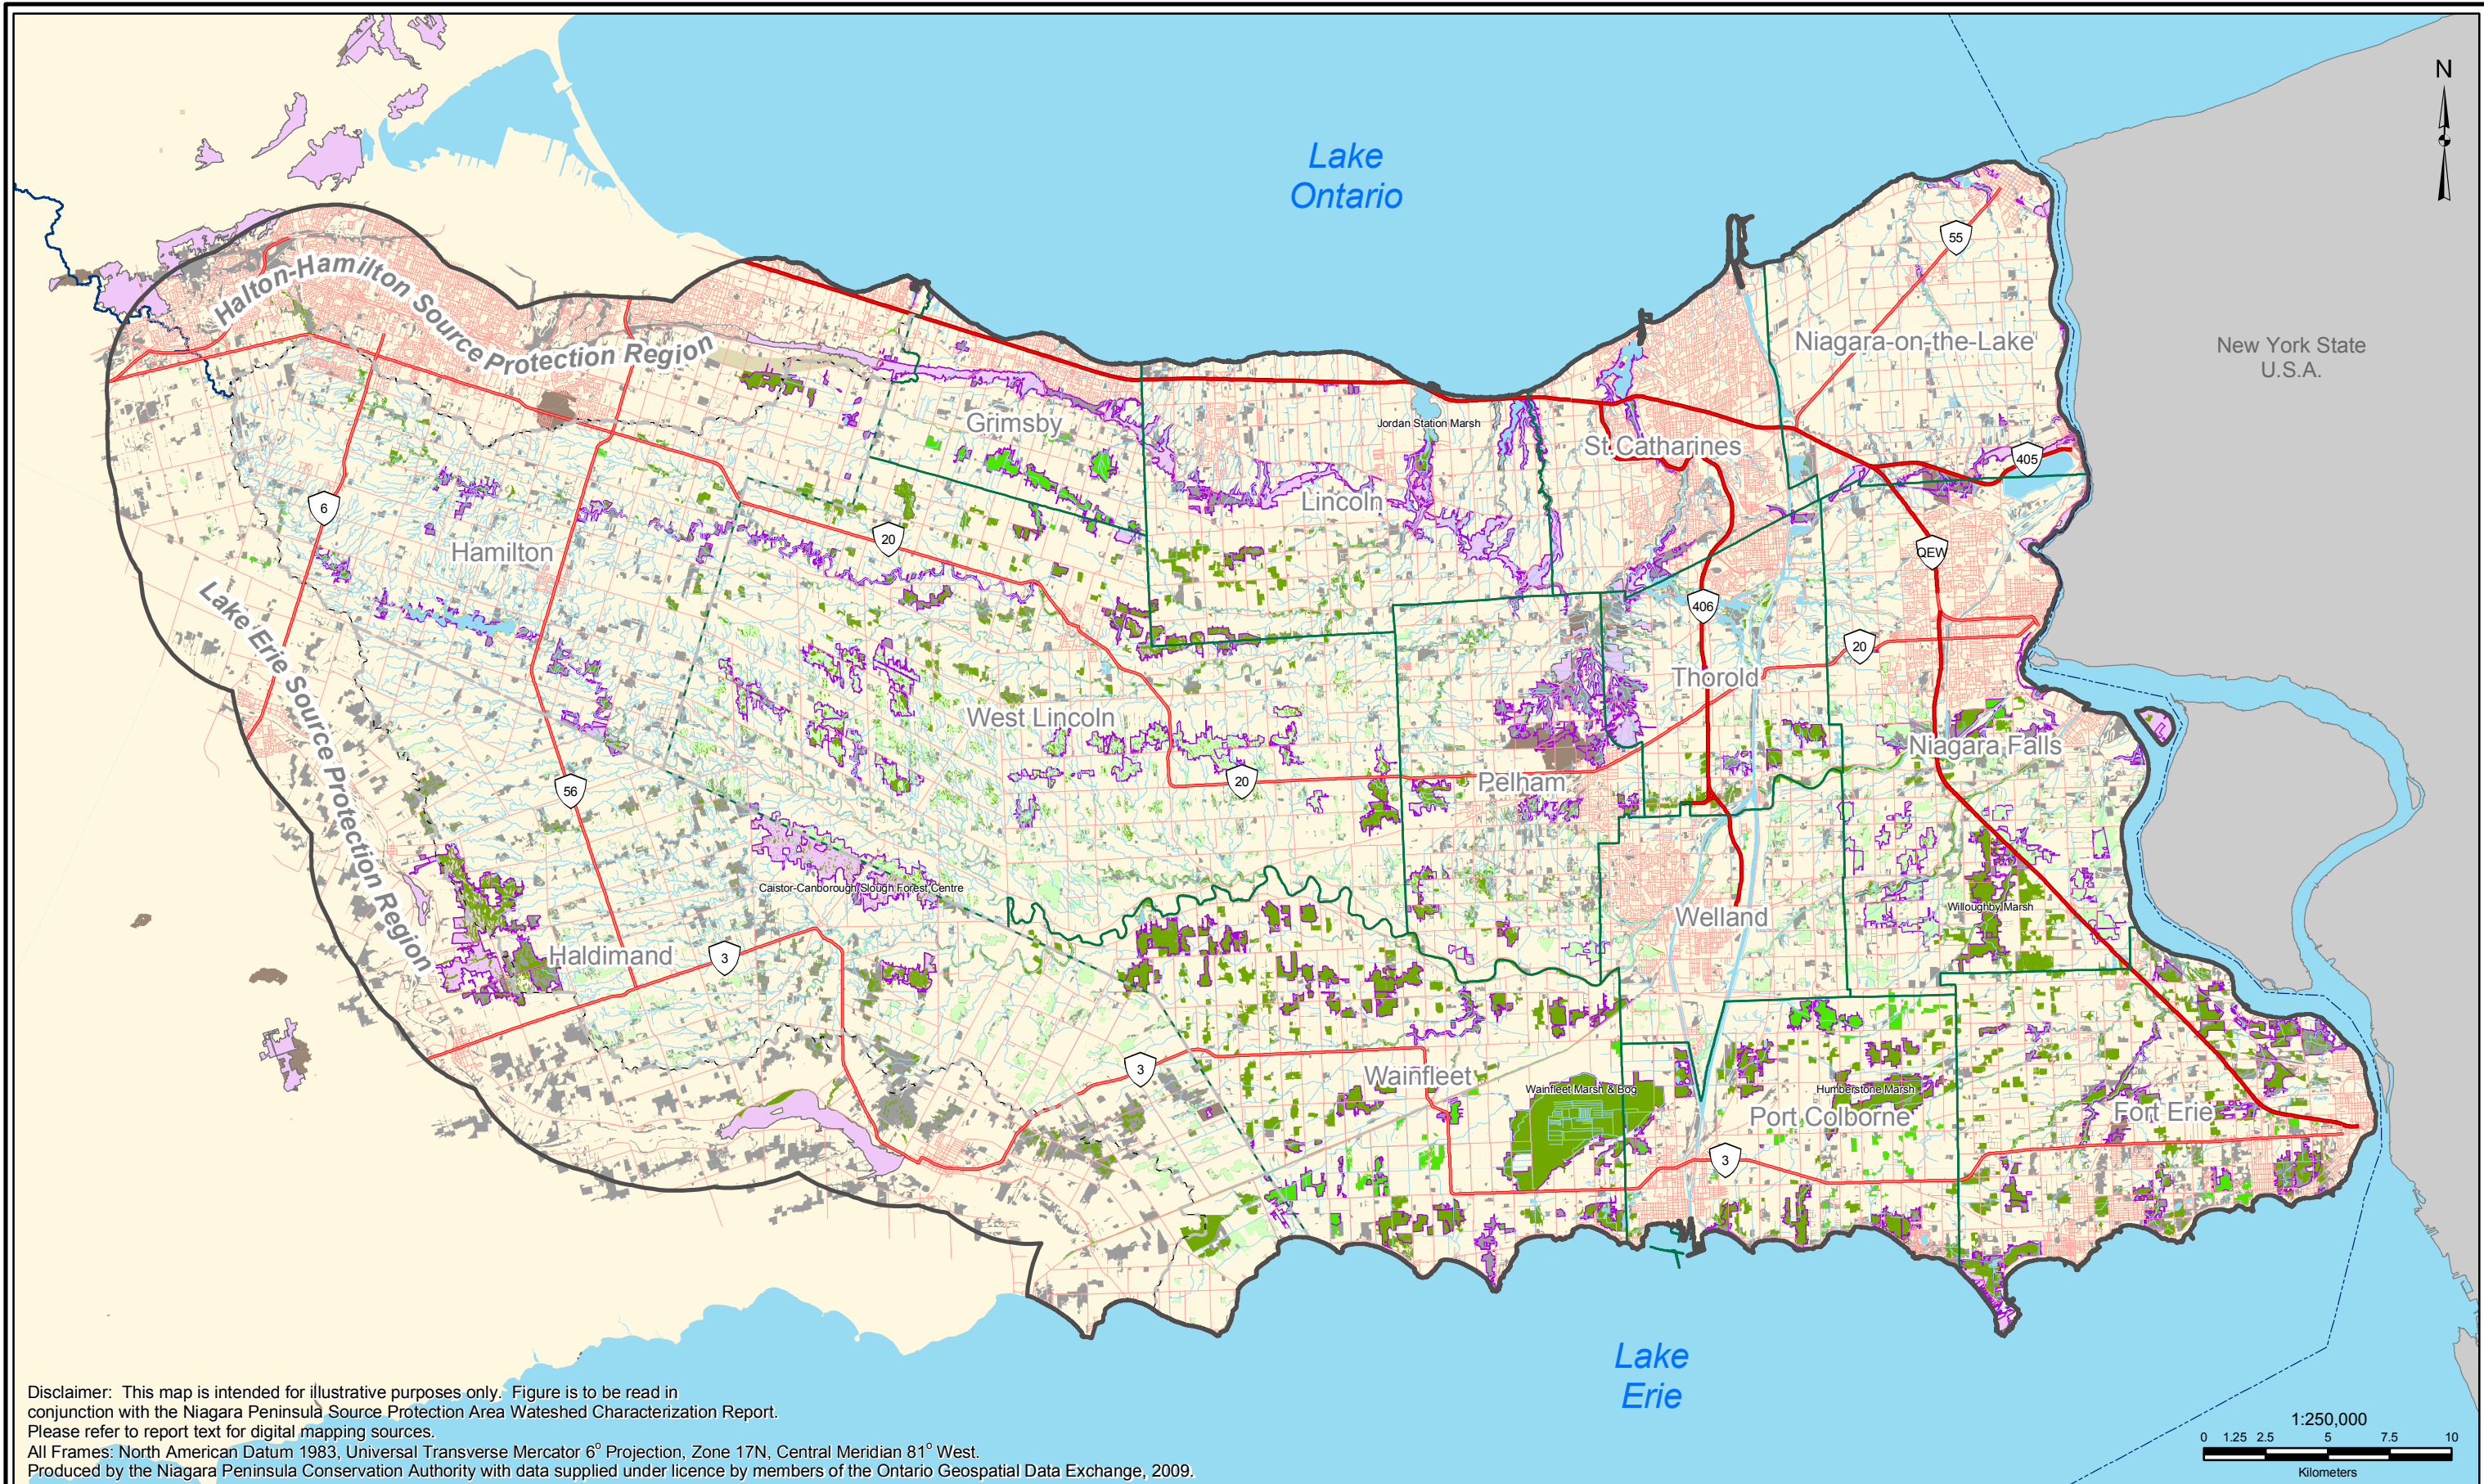 N
Lake
Ontario
55
Niagara-on-the-Lake
New York State
U.S.A.
Halton-Hamilton Source Protection Region
Grimsby
Jordan Station Marsh
St.Catharines
405
Lincoln
6
20
Hamilton
QEW
406
20
Lake Erie Source Protection Region
Thorold
West Lincoln
Niagara Falls
20
Pelham
56
Caistor-Canborough Slough Forest Centre
Willoughby Marsh
Welland
Haldimand
3
3
Wainfleet
Wainfleet Marsh & Bog
Humberstone Marsh
Port Colborne
Fort Erie
3
Lake
Erie
Disclaimer: This map is intended for illustrative purposes only. Figure is to be read in
conjunction with the Niagara Peninsula Source Protection Area Wateshed Characterization Report.
Please refer to report text for digital mapping sources.
All Frames: North American Datum 1983, Universal Transverse Mercator 6° Projection, Zone 17N, Central Meridian 81° West.
Produced by the Niagara Peninsula Conservation Authority with data supplied under licence by members of the Ontario Geospatial Data Exchange, 2009.
1:250,000
0 1.25 2.5 5 7.5 10
Kilometers